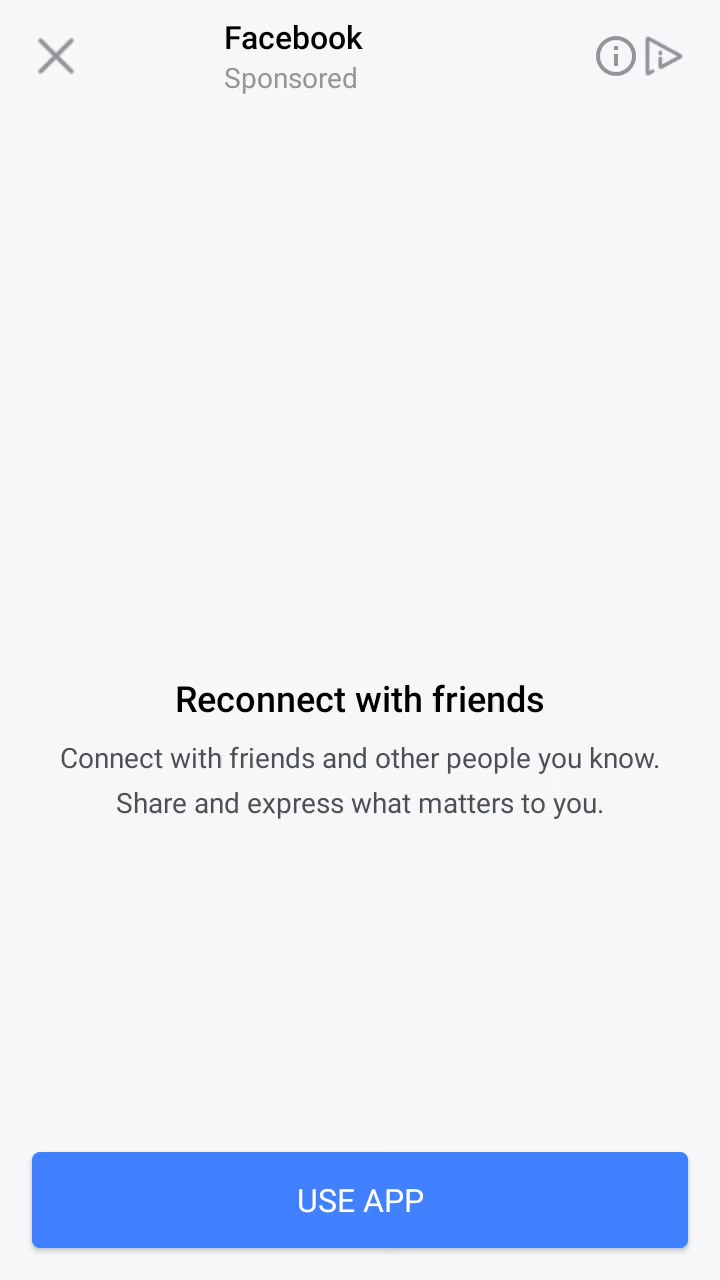 Facebook
Sponsored
Reconnect with friends
Connect with friends and other people you know.
Share and express what matters to you.
USE APP